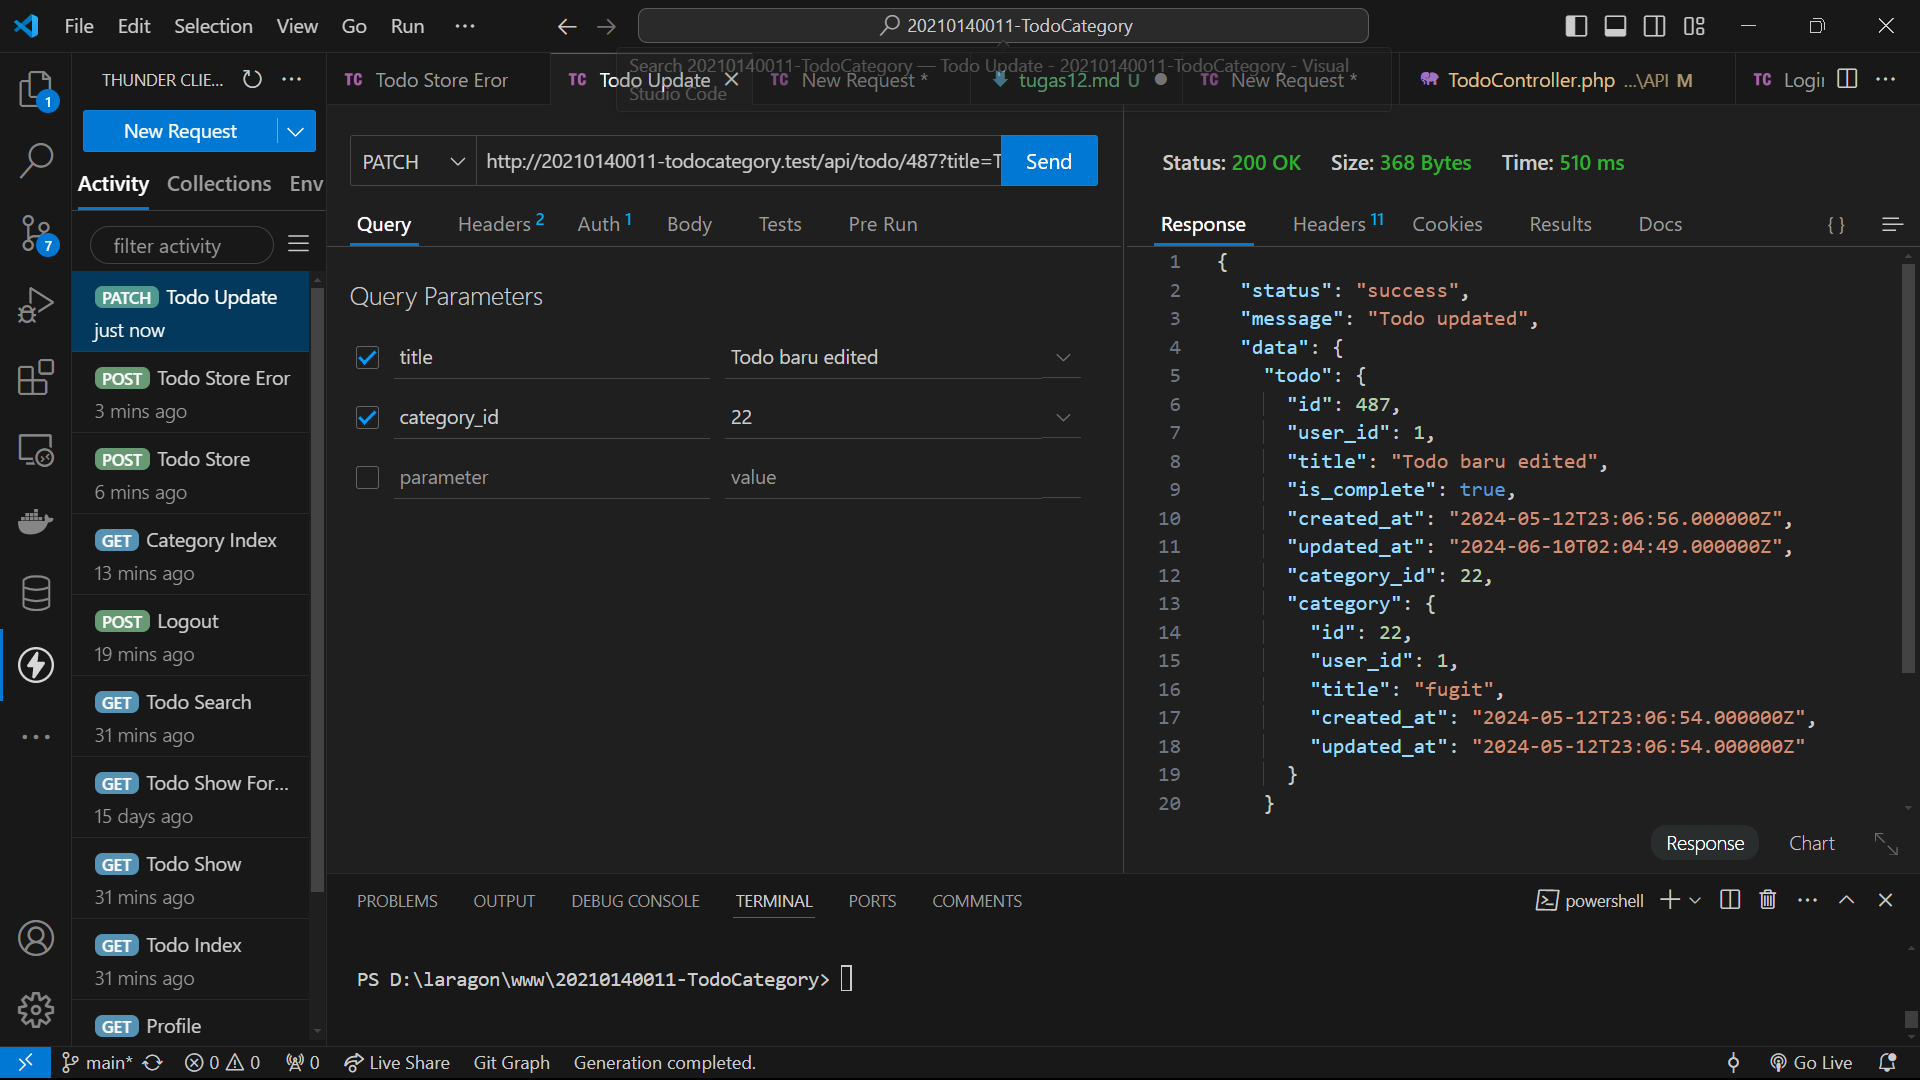 File Edit Selection View Go Run ···
20210140011-TodoCategory
THUNDER CLIE...
Todo Store Eror
Todo Update
New Request *
tugas12.md U
New Request *
TodoController.php ...\API M
TC Login
Search 20210140011-TodoCategory — Todo Update - 20210140011-TodoCategory - Visual
Studio Code
New Request
Activity Collections Env
filter activity
PATCH Todo Update
just now
POST Todo Store Eror
3 mins ago
POST Todo Store
6 mins ago
GET Category Index
13 mins ago
POST Logout
19 mins ago
GET Todo Search
31 mins ago
GET Todo Show For...
15 days ago
GET Todo Show
31 mins ago
GET Todo Index
31 mins ago
GET Profile
PATCH
http://20210140011-todocategory.test/api/todo/487?title=T
Send
Query Headers 2 Auth 1 Body Tests Pre Run
Query Parameters
title Todo baru edited
category_id 22
parameter value
Status: 200 OK Size: 368 Bytes Time: 510 ms
Response Headers 11 Cookies Results Docs { }
1 {
2 "status": "success",
3 "message": "Todo updated",
4 "data": {
5 "todo": {
6 "id": 487,
7 "user_id": 1,
8 "title": "Todo baru edited",
9 "is_complete": true,
10 "created_at": "2024-05-12T23:06:56.000000Z",
11 "updated_at": "2024-06-10T02:04:49.000000Z",
12 "category_id": 22,
13 "category": {
14 "id": 22,
15 "user_id": 1,
16 "title": "fugit",
17 "created_at": "2024-05-12T23:06:54.000000Z",
18 "updated_at": "2024-05-12T23:06:54.000000Z"
19 }
20 }
Response Chart
PROBLEMS OUTPUT DEBUG CONSOLE TERMINAL PORTS COMMENTS
powershell
PS D:\laragon\www\20210140011-TodoCategory>
main* 0 0 0 Live Share Git Graph Generation completed.
Go Live
1
7